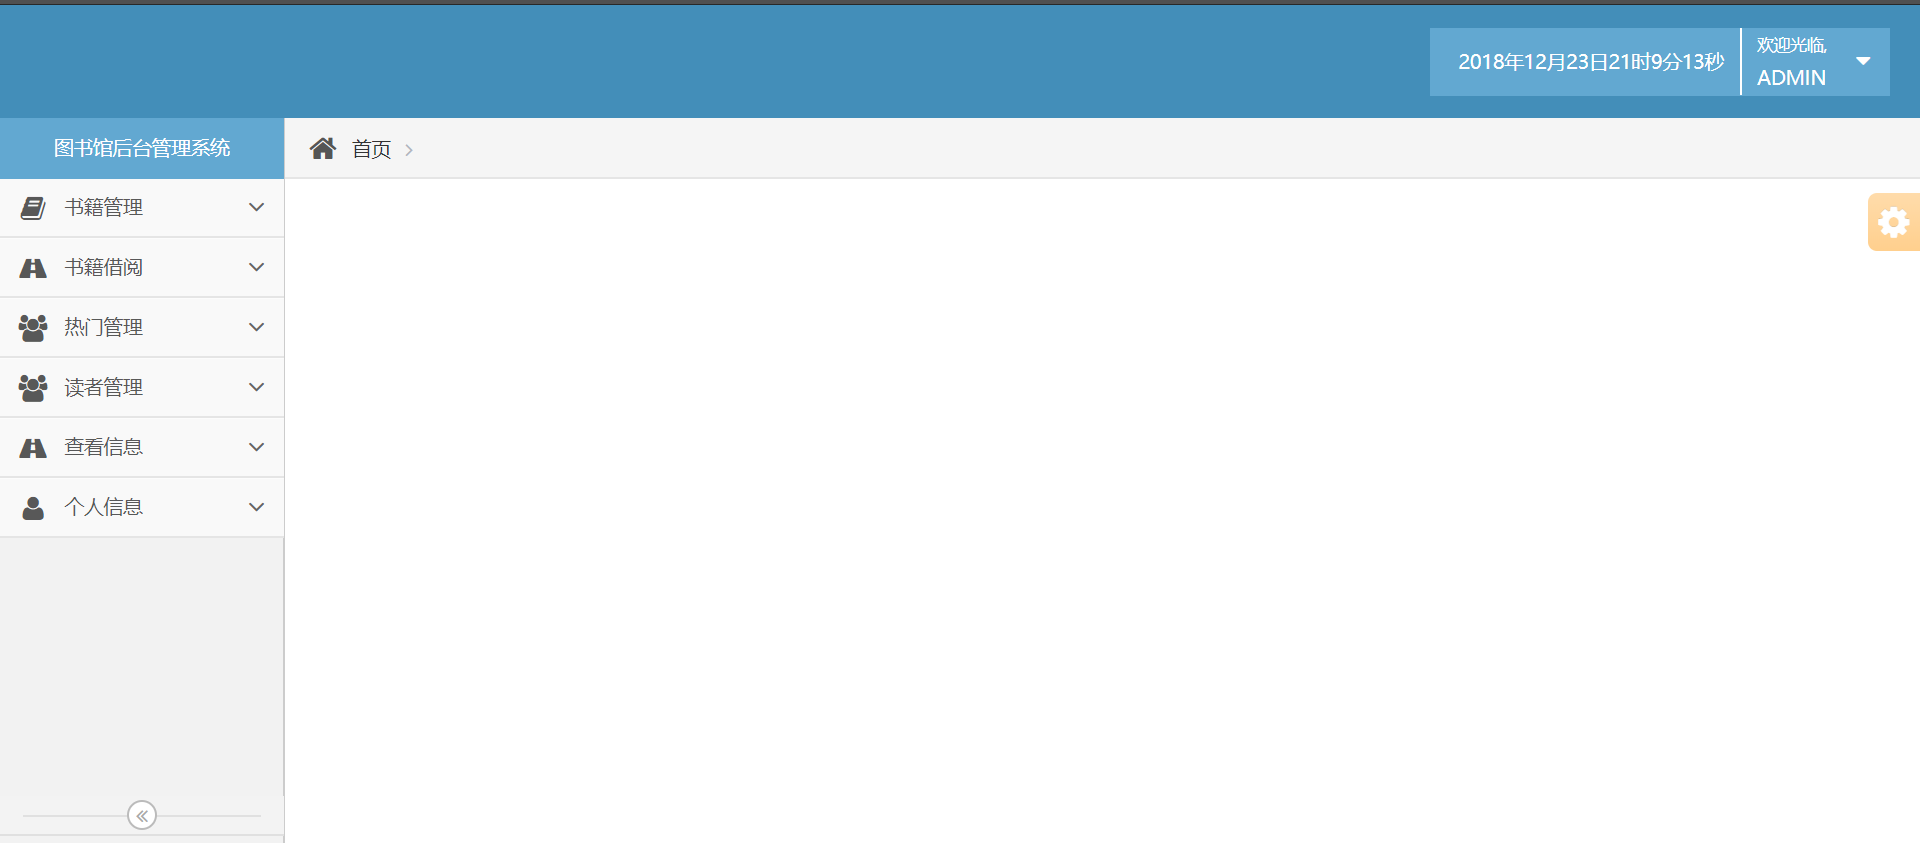 2018年12月23日21时9分13秒
欢迎光临,
ADMIN
图书馆后台管理系统
首页
书籍管理
书籍借阅
热门管理
读者管理
查看信息
个人信息